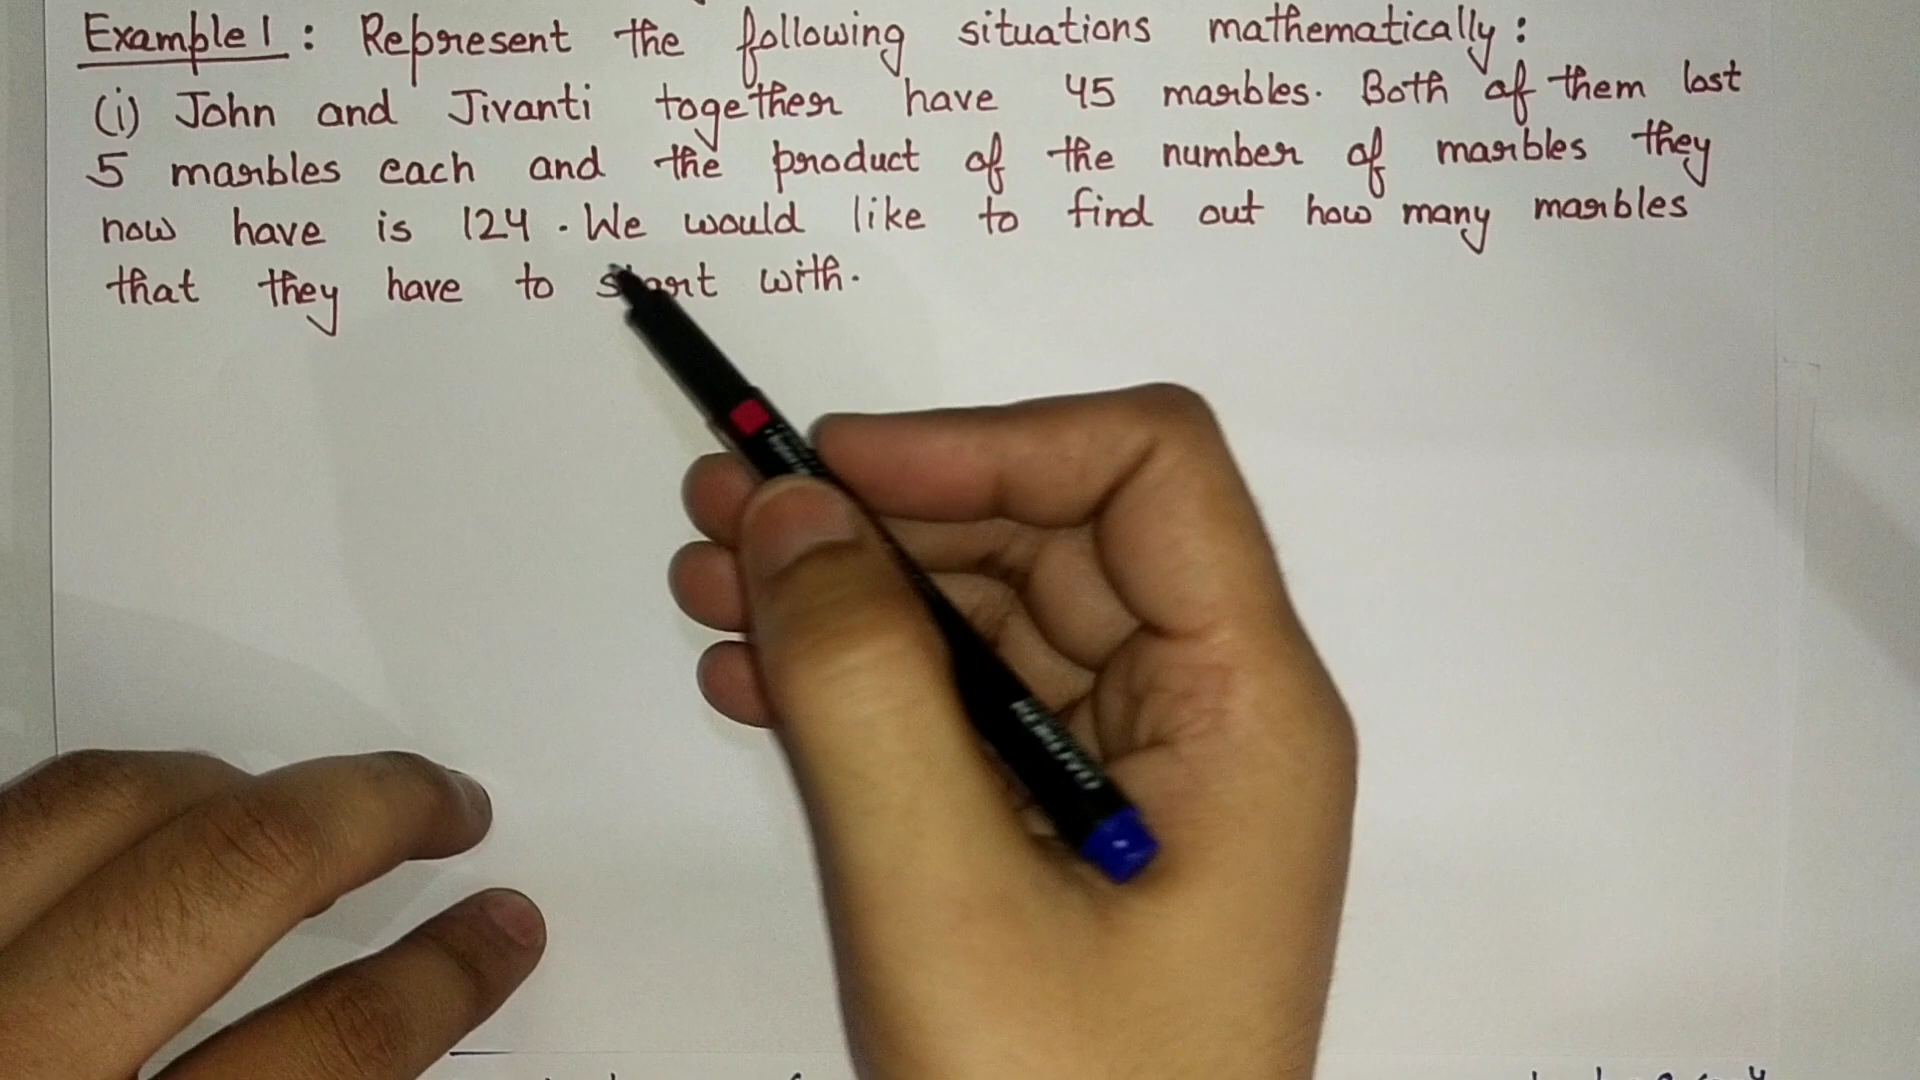 Example 1 : Represent the following situations mathematically :
(i) John and Jivanti together have 45 marbles. Both of them lost
5 marbles each and the product of the number of marbles they
now have is 124. We would like to find out how many marbles
that they have to start with.